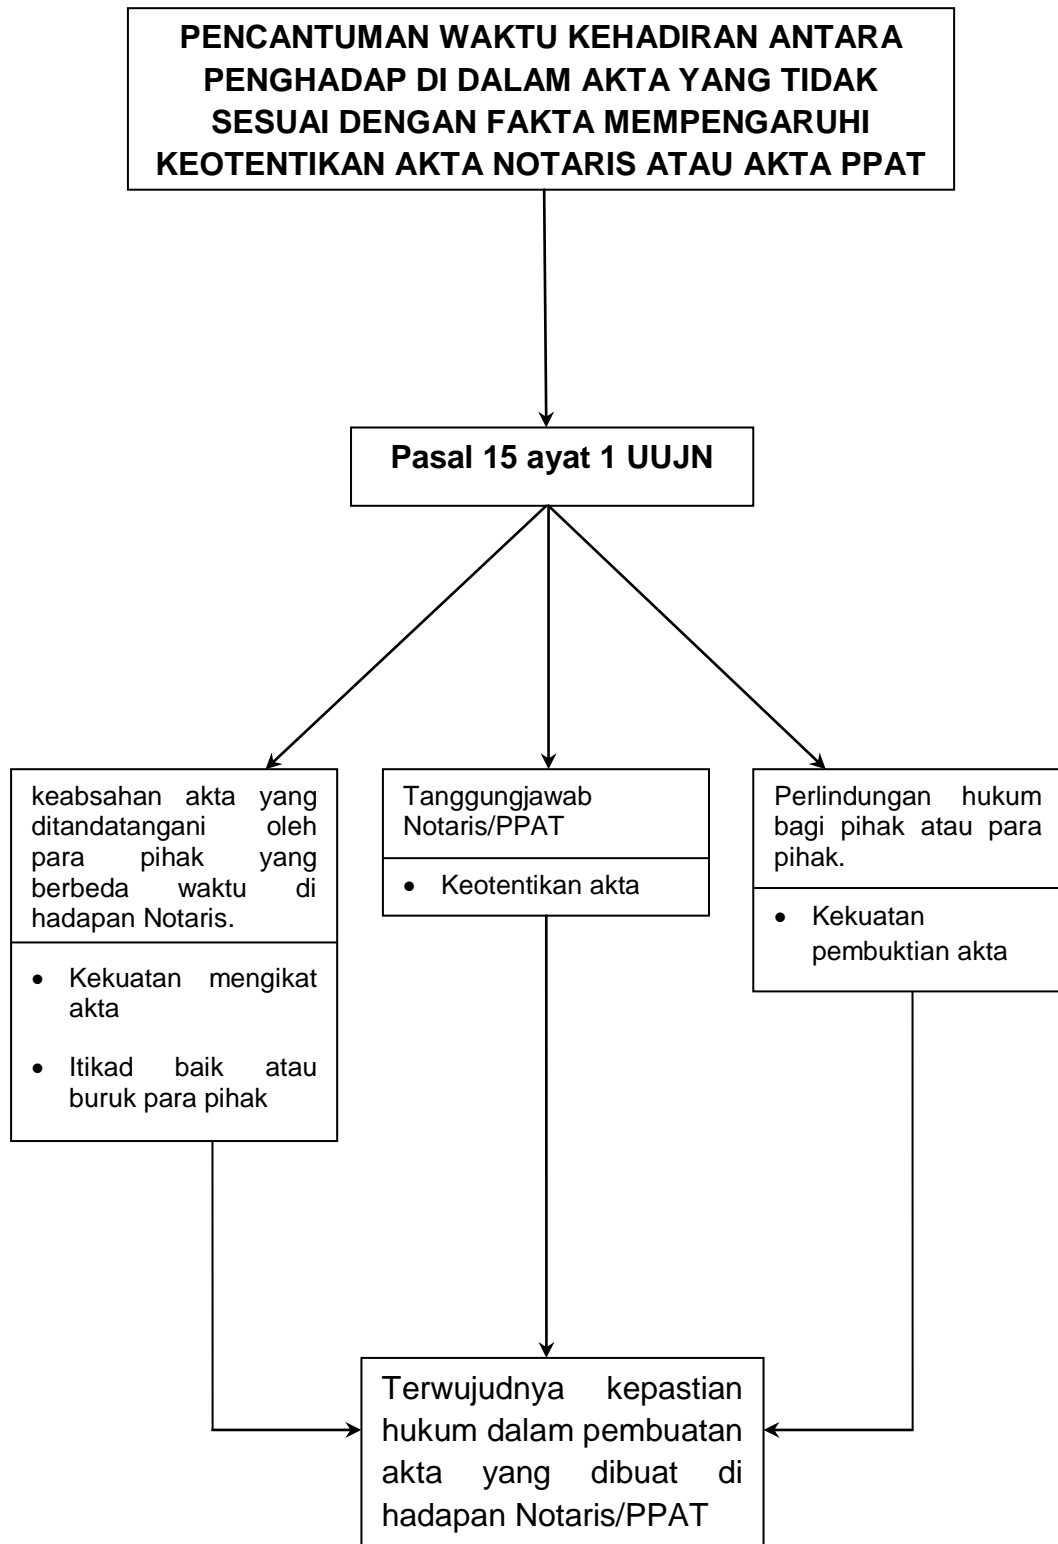 PENCANTUMAN WAKTU KEHADIRAN ANTARA
PENGHADAP DI DALAM AKTA YANG TIDAK
SESUAI DENGAN FAKTA MEMPENGARUHI
KEOTENTIKAN AKTA NOTARIS ATAU AKTA PPAT
Pasal 15 ayat 1 UUJN
keabsahan akta yang
ditandatangani oleh
para pihak yang
berbeda waktu di
hadapan Notaris.
• Kekuatan mengikat
akta
• Itikad baik atau
buruk para pihak
Tanggungjawab
Notaris/PPAT
• Keotentikan akta
Perlindungan hukum
bagi pihak atau para
pihak.
• Kekuatan
pembuktian akta
Terwujudnya kepastian
hukum dalam pembuatan
akta yang dibuat di
hadapan Notaris/PPAT